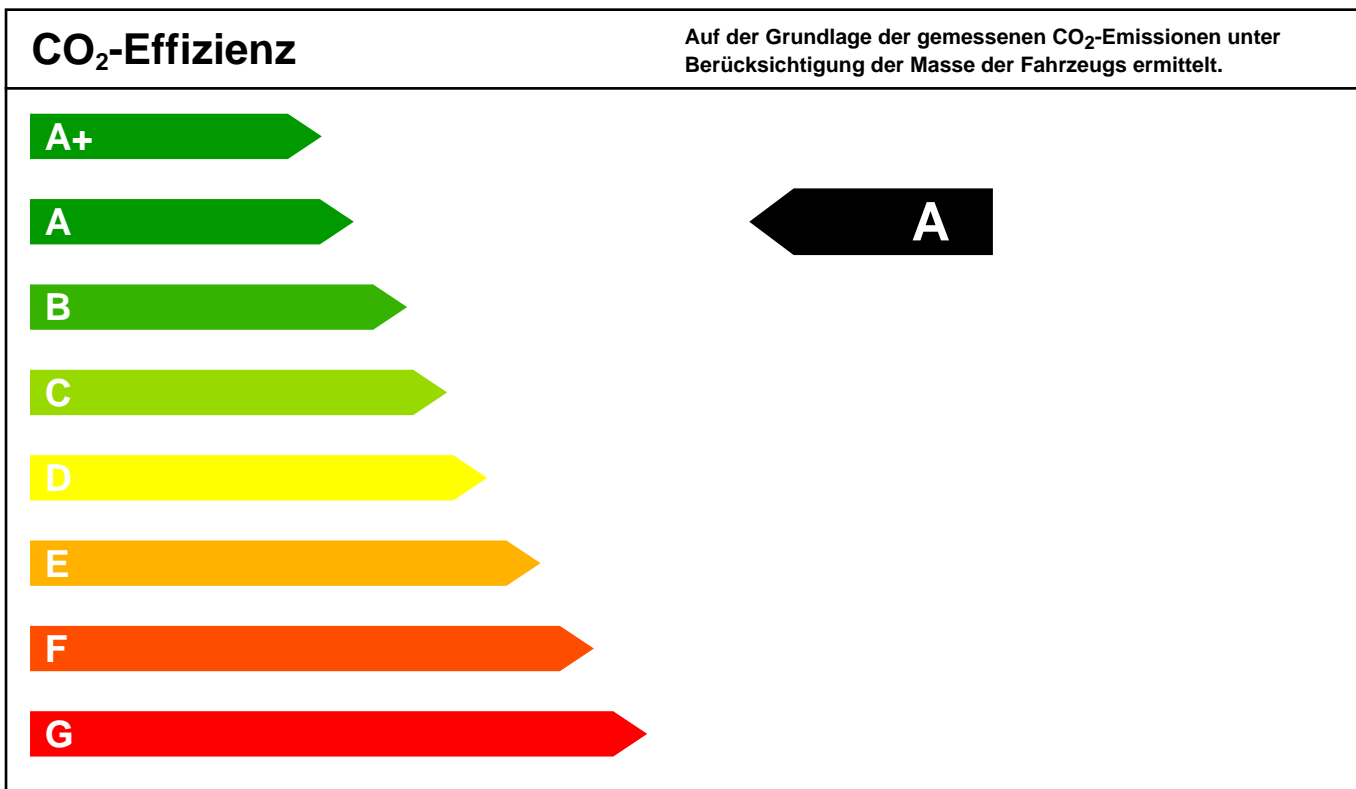 CO₂-Effizienz
Auf der Grundlage der gemessenen CO₂-Emissionen unter
Berücksichtigung der Masse der Fahrzeugs ermittelt.
A+
A
A
B
C
D
E
F
G